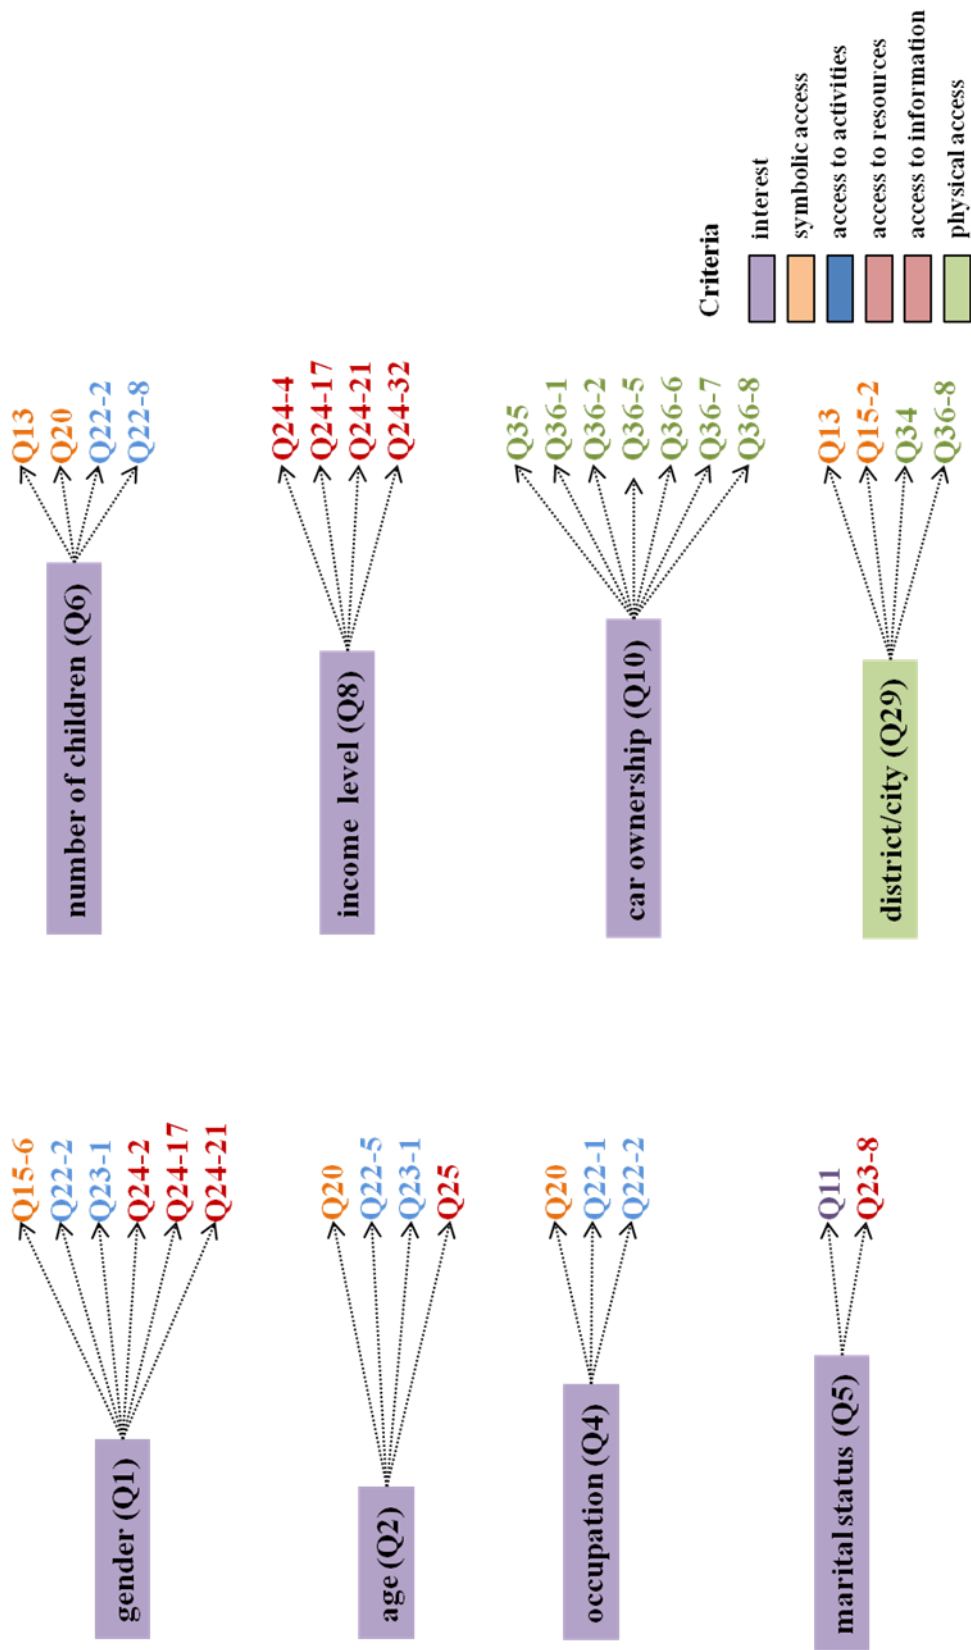 gender (Q1)
Q15-6
Q22-2
Q23-1
Q24-2
Q24-17
Q24-21
age (Q2)
Q20
Q22-5
Q23-1
Q25
occupation (Q4)
Q20
Q22-1
Q22-2
marital status (Q5)
Q11
Q23-8
number of children (Q6)
Q13
Q20
Q22-2
Q22-8
income level (Q8)
Q24-4
Q24-17
Q24-21
Q24-32
car ownership (Q10)
Q35
Q36-1
Q36-2
Q36-5
Q36-6
Q36-7
Q36-8
district/city (Q29)
Q13
Q15-2
Q34
Q36-8
Criteria
interest
symbolic access
access to activities
access to resources
access to information
physical access